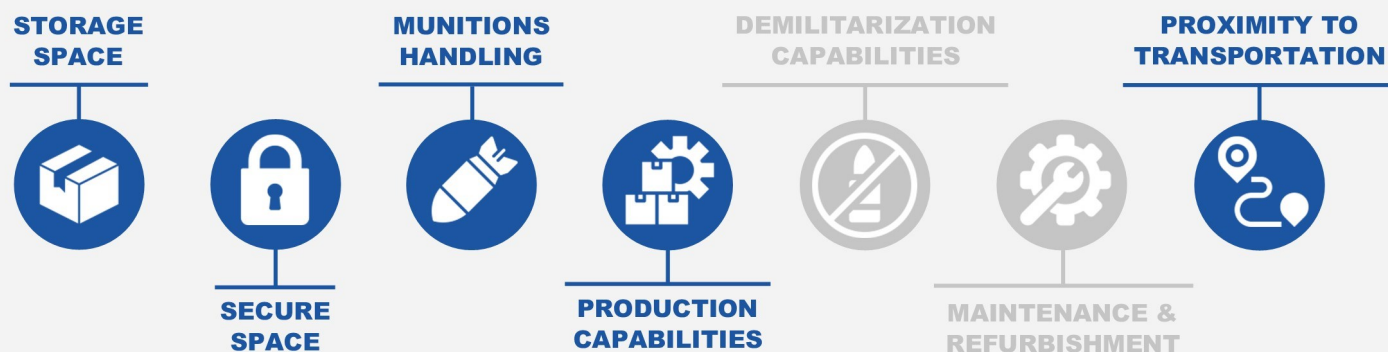 STORAGE
SPACE
SECURE
SPACE
MUNITIONS
HANDLING
PRODUCTION
CAPABILITIES
DEMILITARIZATION
CAPABILITIES
MAINTENANCE &
REFURBISHMENT
PROXIMITY TO
TRANSPORTATION